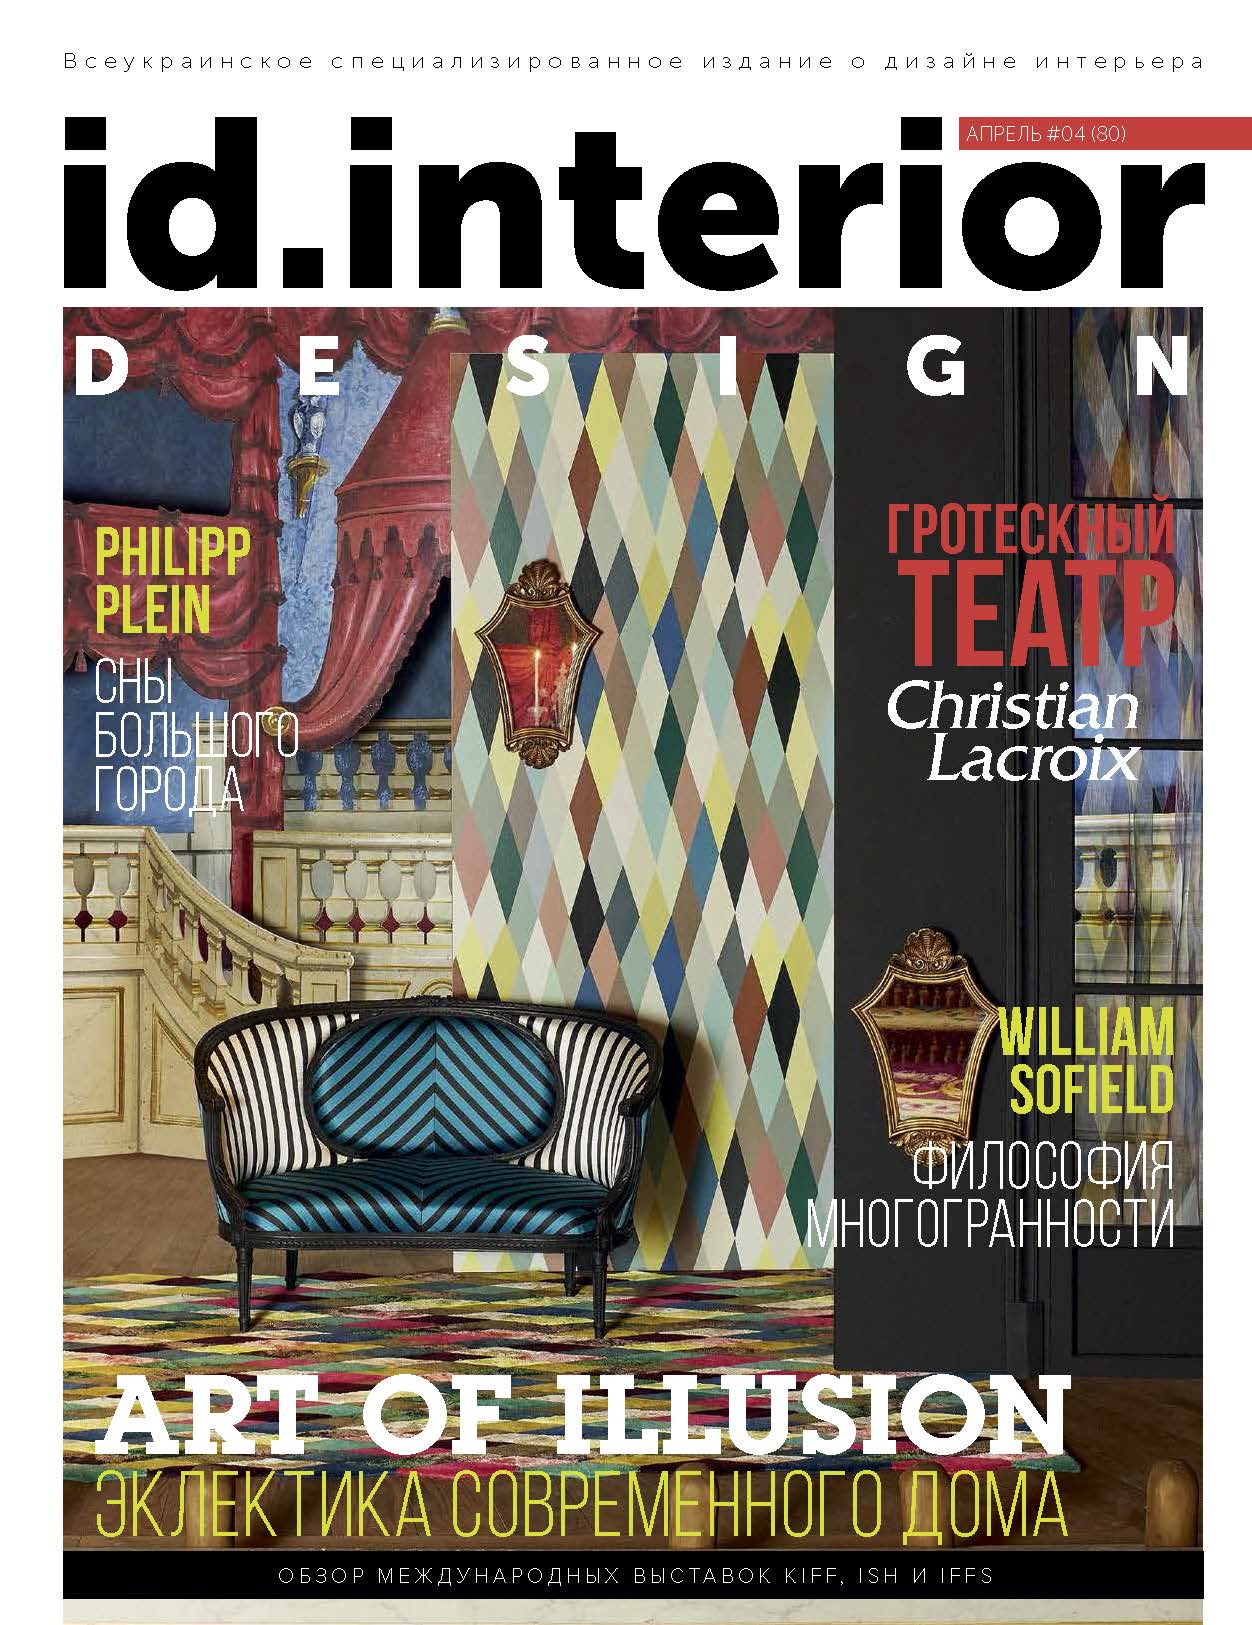 Всеукраинское специализированное издание о дизайне интерьера
АПРЕЛЬ #04 (80)
id.interior
DESIGN
PHILIPP
PLEIN
СНЫ
БОЛЬШОГО
ГОРОДА
ГРОТЕСКНЫЙ
ТЕАТР
Christian
Lacroix
WILLIAM
SOFIELD
ФИЛОСОФИЯ
МНОГОГРАННОСТИ
ART OF ILLUSION
ЭКЛЕКТИКА СОВРЕМЕННОГО ДОМА
ОБЗОР МЕЖДУНАРОДНЫХ ВЫСТАВОК KIFF, ISH И IFFS